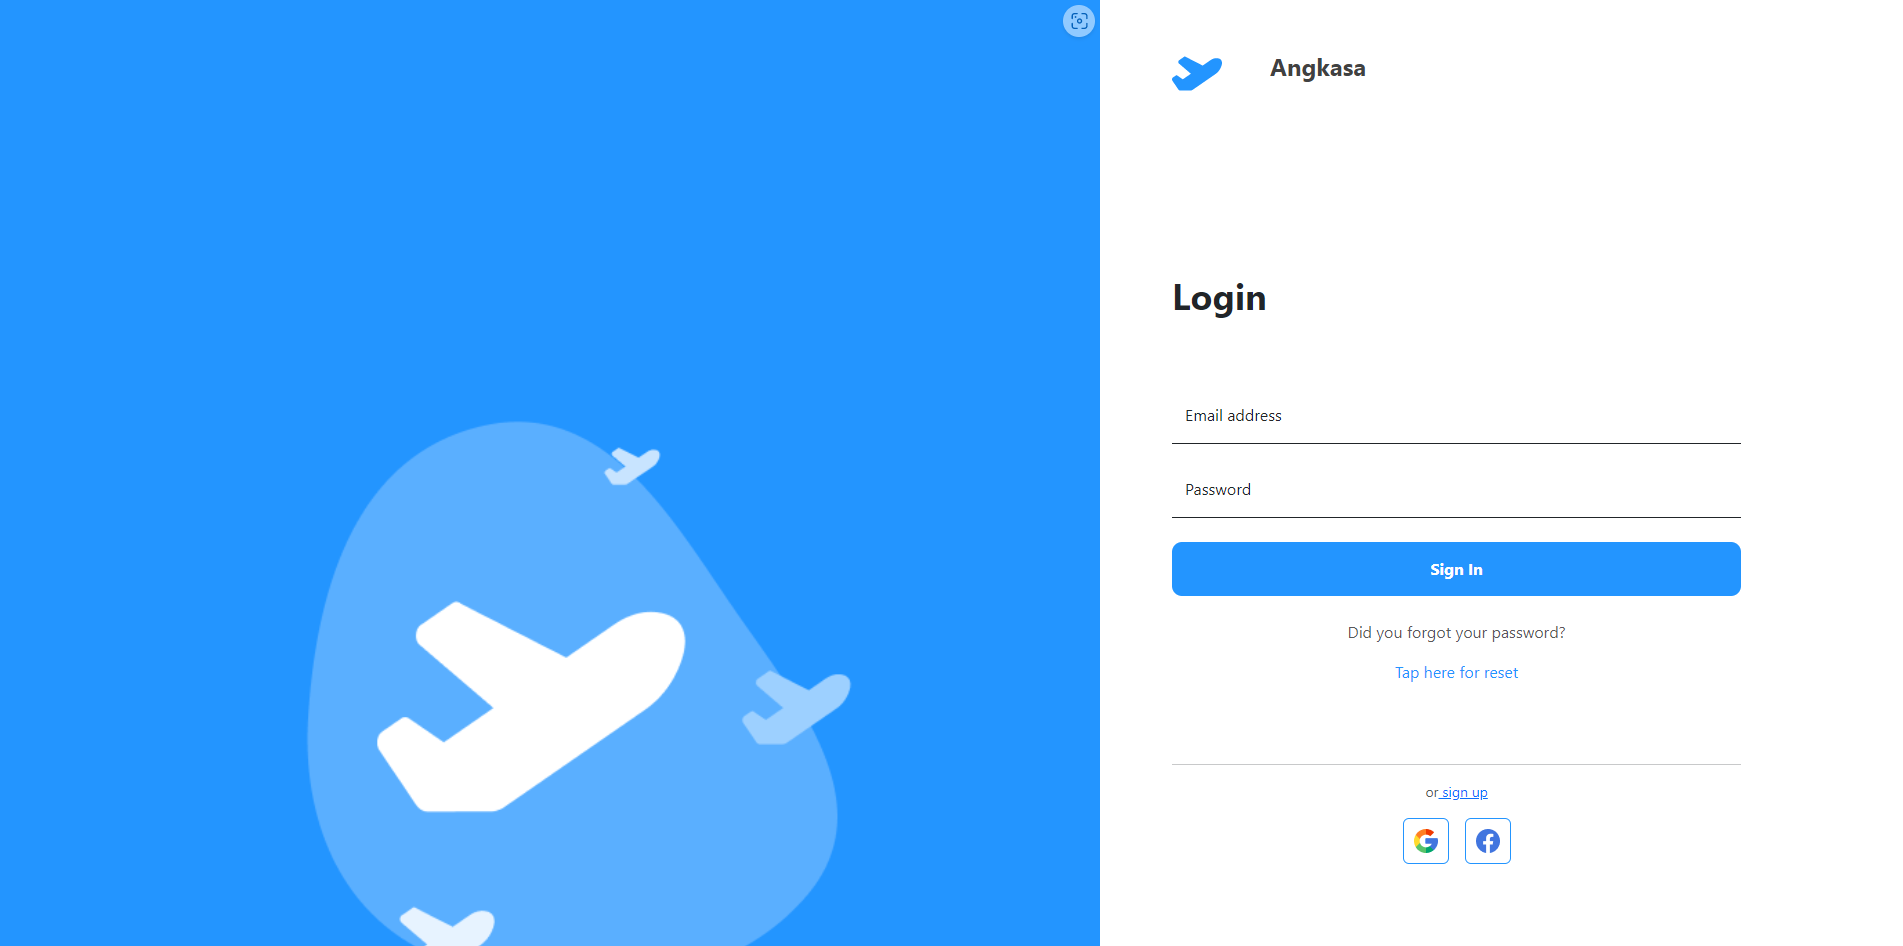 Angkasa
Login
Email address
Password
Sign In
Did you forgot your password?
Tap here for reset
or sign up